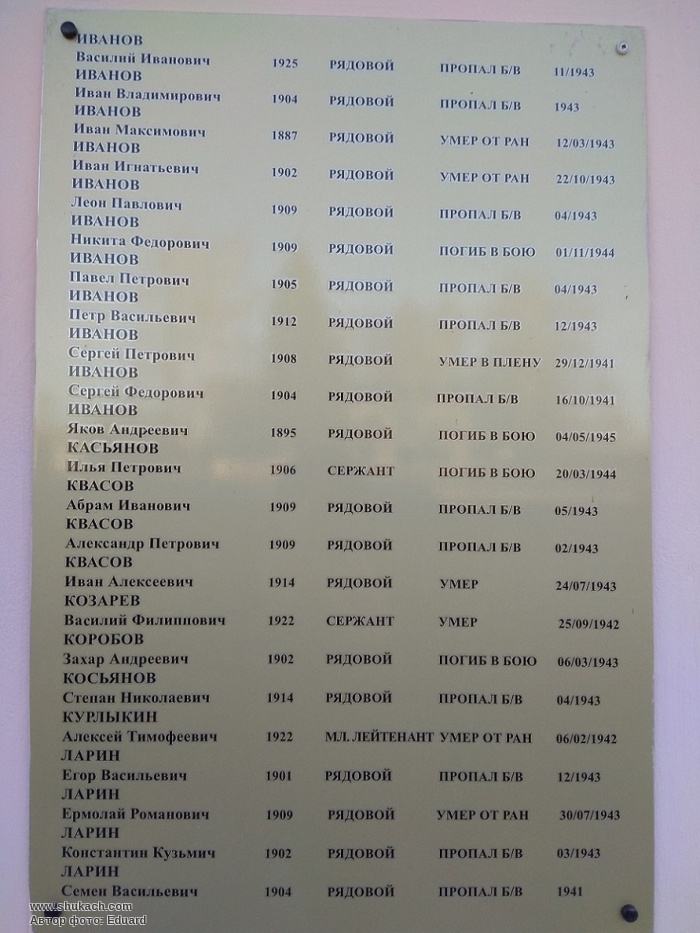 ИВАНОВ
Василий Иванович 1925 РЯДОВОЙ ПРОПАЛ Б/В 11/1943
ИВАНОВ
Иван Владимирович 1904 РЯДОВОЙ ПРОПАЛ Б/В 1943
ИВАНОВ
Иван Максимович 1887 РЯДОВОЙ УМЕР ОТ РАН 12/03/1943
ИВАНОВ
Иван Игнатьевич 1902 РЯДОВОЙ УМЕР ОТ РАН 22/10/1943
ИВАНОВ
Леон Павлович 1909 РЯДОВОЙ ПРОПАЛ Б/В 04/1943
ИВАНОВ
Никита Федорович 1909 РЯДОВОЙ ПОГИБ В БОЮ 01/11/1944
ИВАНОВ
Павел Петрович 1905 РЯДОВОЙ ПРОПАЛ Б/В 04/1943
ИВАНОВ
Петр Васильевич 1912 РЯДОВОЙ ПРОПАЛ Б/В 12/1943
ИВАНОВ
Сергей Петрович 1908 РЯДОВОЙ УМЕР В ПЛЕНУ 29/12/1941
ИВАНОВ
Сергей Федорович 1904 РЯДОВОЙ ПРОПАЛ Б/В 16/10/1941
ИВАНОВ
Яков Андреевич 1895 РЯДОВОЙ ПОГИБ В БОЮ 04/05/1945
КАСЬЯНОВ
Илья Петрович 1906 СЕРЖАНТ ПОГИБ В БОЮ 20/03/1944
КВАСОВ
Абрам Иванович 1909 РЯДОВОЙ ПРОПАЛ Б/В 05/1943
КВАСОВ
Александр Петрович 1909 РЯДОВОЙ ПРОПАЛ Б/В 02/1943
КВАСОВ
Иван Алексеевич 1914 РЯДОВОЙ УМЕР 24/07/1943
КОЗАРЕВ
Василий Филиппович 1922 СЕРЖАНТ УМЕР 25/09/1942
КОРОБОВ
Захар Андреевич 1902 РЯДОВОЙ ПОГИБ В БОЮ 06/03/1943
КОСЬЯНОВ
Степан Николаевич 1914 РЯДОВОЙ ПРОПАЛ Б/В 04/1943
КУРЛЫКИН
Алексей Тимофеевич 1922 МЛ. ЛЕЙТЕНАНТ УМЕР ОТ РАН 06/02/1942
ЛАРИН
Егор Васильевич 1901 РЯДОВОЙ ПРОПАЛ Б/В 12/1943
ЛАРИН
Ермолай Романович 1909 РЯДОВОЙ УМЕР ОТ РАН 30/07/1943
ЛАРИН
Константин Кузьмич 1902 РЯДОВОЙ ПРОПАЛ Б/В 03/1943
ЛАРИН
Семен Васильевич 1904 РЯДОВОЙ ПРОПАЛ Б/В 1941
www.shukach.com
Автор фото: Eduard